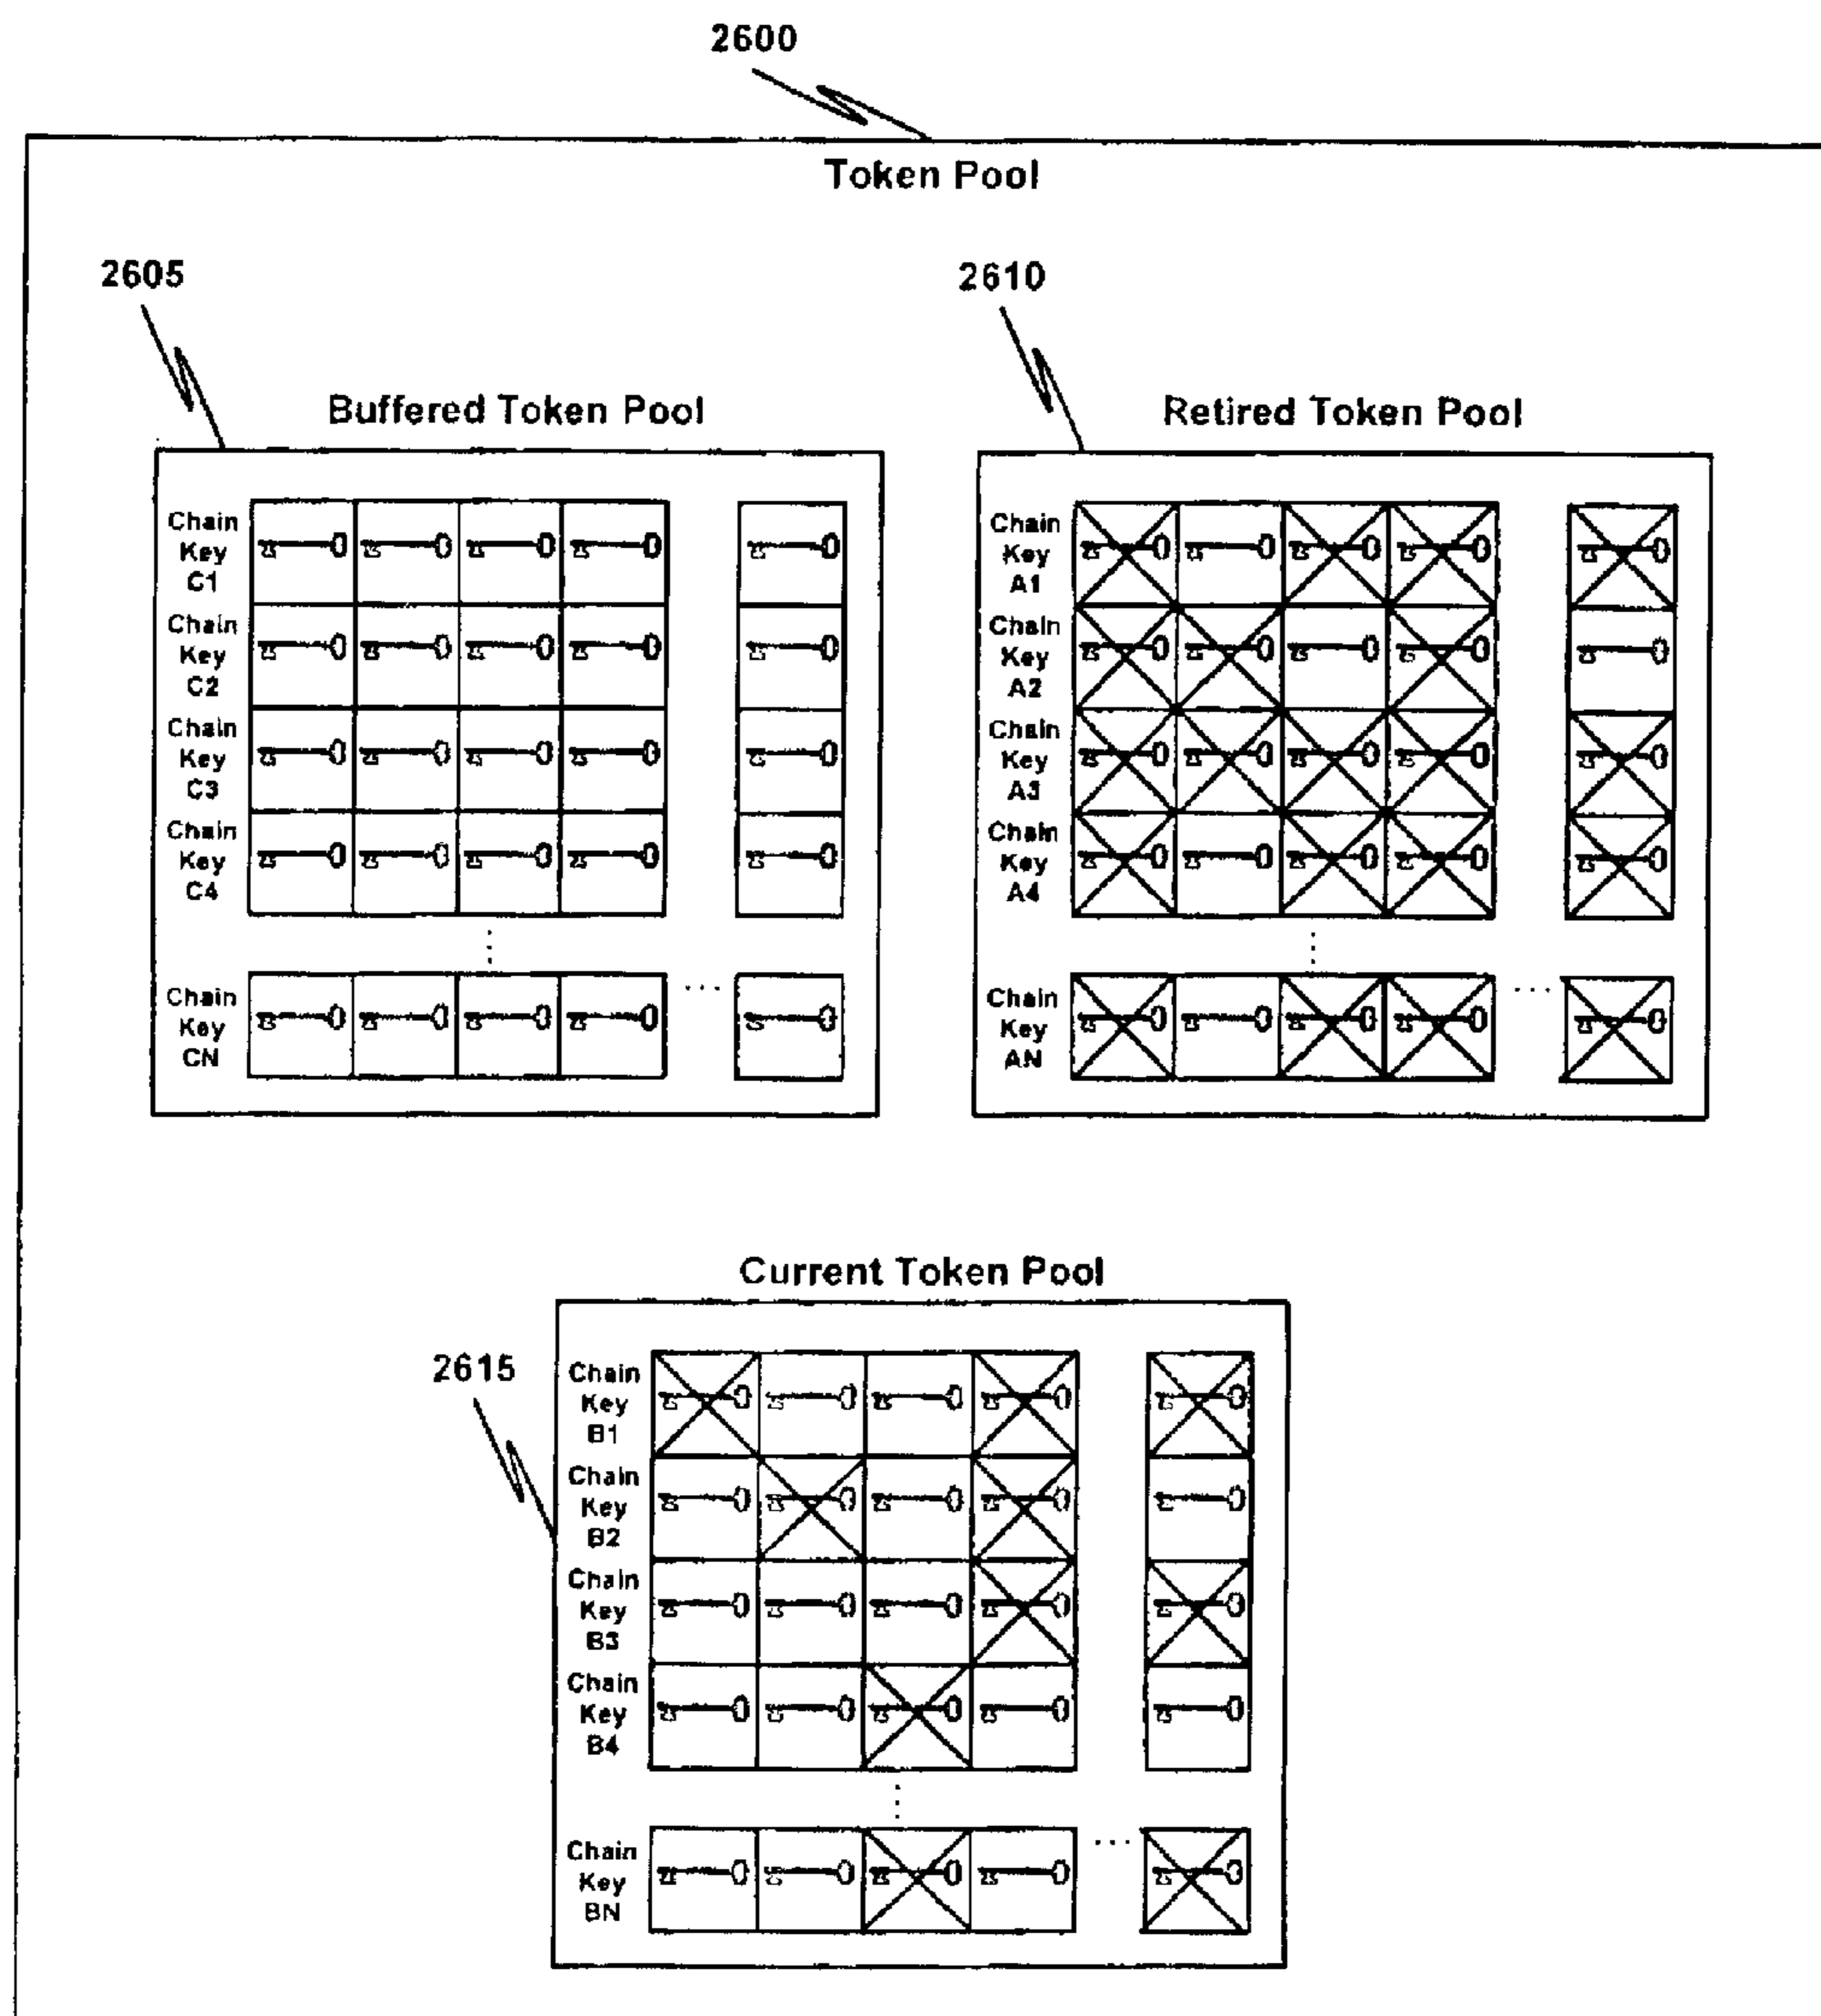 2600
Token Pool
2605
2610
Buffered Token Pool
Retired Token Pool
Chain
Key
C1
Chain
Key
C2
Chain
Key
C3
Chain
Key
C4
...
Chain
Key
CN
...
Chain
Key
A1
Chain
Key
A2
Chain
Key
A3
Chain
Key
A4
...
Chain
Key
AN
...
Current Token Pool
2615
Chain
Key
B1
Chain
Key
B2
Chain
Key
B3
Chain
Key
B4
...
Chain
Key
BN
...